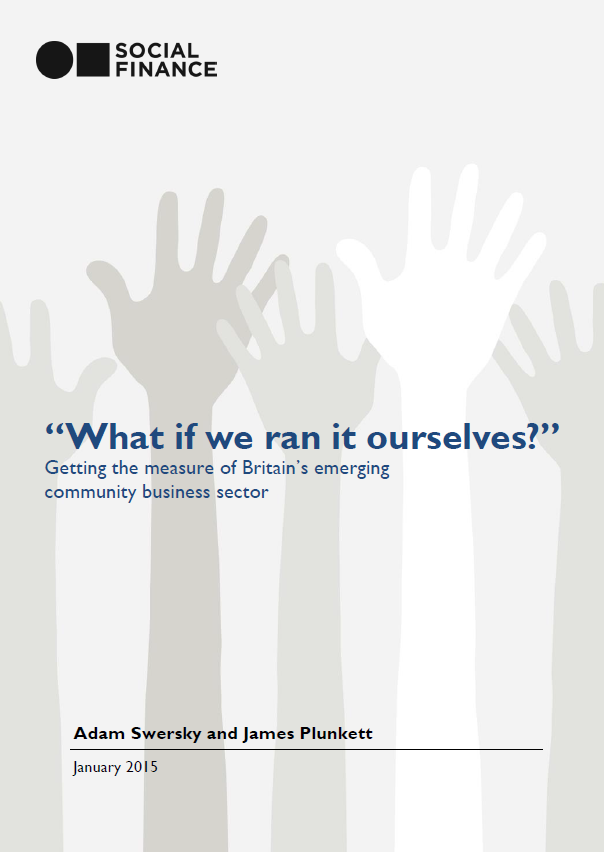 SOCIAL
FINANCE
“What if we ran it ourselves?”
Getting the measure of Britain’s emerging
community business sector
Adam Swersky and James Plunkett
January 2015